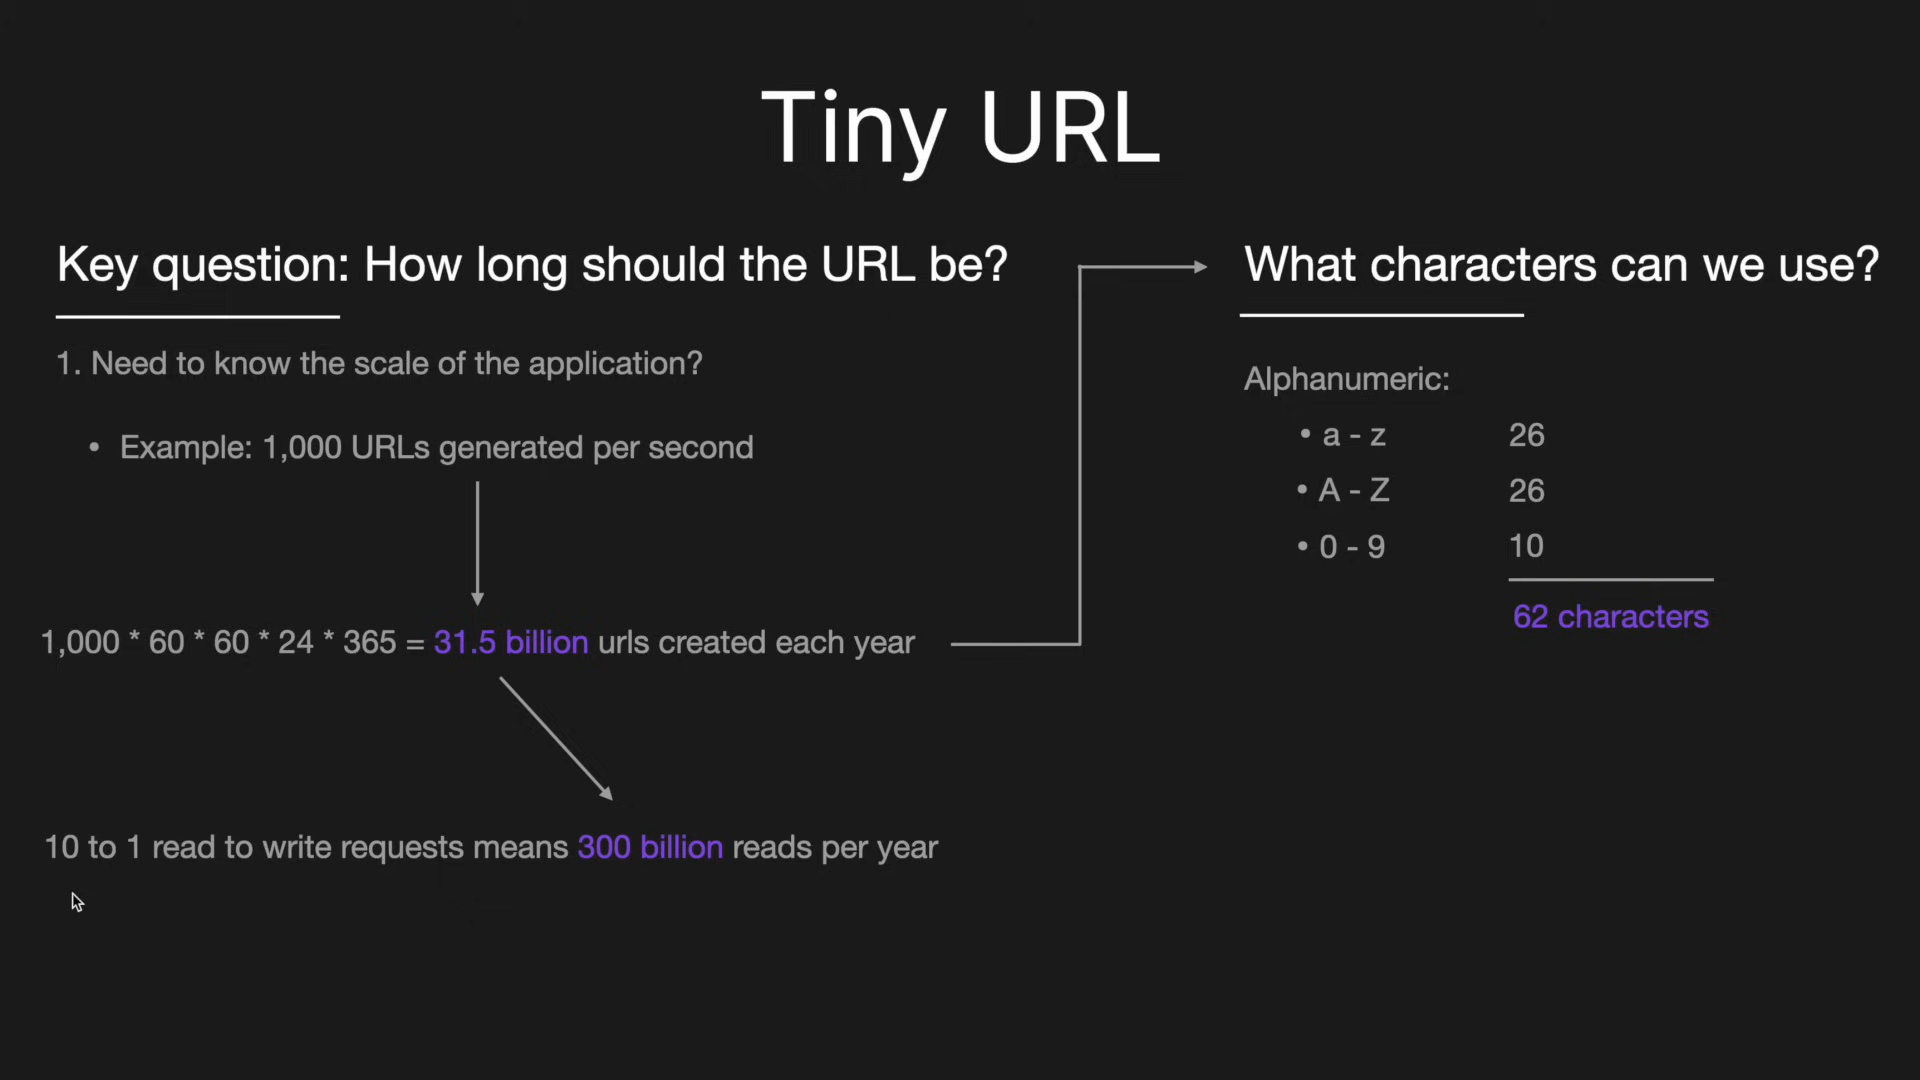 Tiny URL
Key question: How long should the URL be?
1. Need to know the scale of the application?
• Example: 1,000 URLs generated per second
1,000 * 60 * 60 * 24 * 365 = 31.5 billion urls created each year
10 to 1 read to write requests means 300 billion reads per year
What characters can we use?
Alphanumeric:
• a - z 26
• A - Z 26
• 0 - 9 10
62 characters